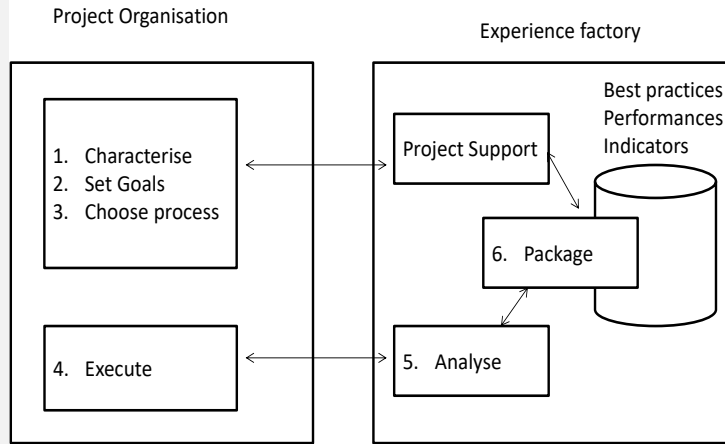 Project Organisation
Experience factory
1. Characterise
2. Set Goals
3. Choose process
Project Support
Best practices
Performances
Indicators
6. Package
4. Execute
5. Analyse